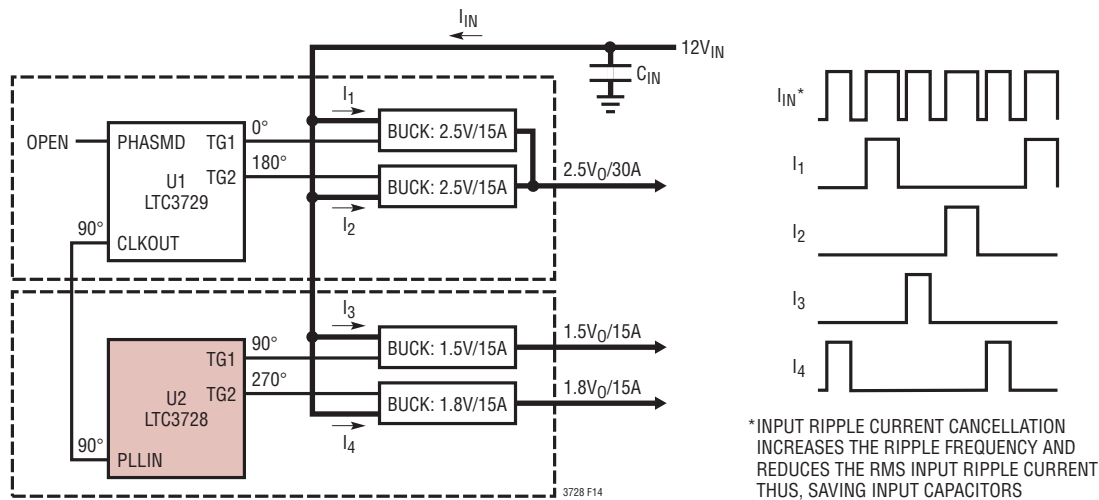 I_IN
12V_IN
C_IN
I_1
BUCK: 2.5V/15A
OPEN
PHASMD
TG1
0°
U1
LTC3729
TG2
180°
BUCK: 2.5V/15A
2.5V_O/30A
I_2
90°
CLKOUT
I_3
BUCK: 1.5V/15A
1.5V_O/15A
TG1
90°
U2
LTC3728
TG2
270°
BUCK: 1.8V/15A
1.8V_O/15A
I_4
90°
PLLIN
3728 F14
I_IN*
I_1
I_2
I_3
I_4
*INPUT RIPPLE CURRENT CANCELLATION
INCREASES THE RIPPLE FREQUENCY AND
REDUCES THE RMS INPUT RIPPLE CURRENT
THUS, SAVING INPUT CAPACITORS